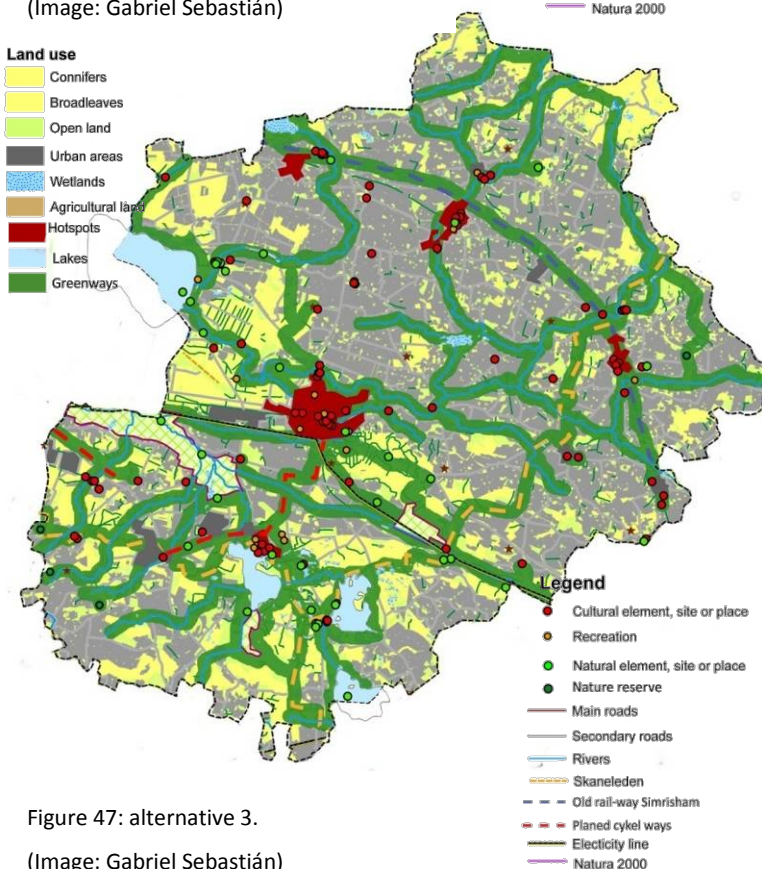 (Image: Gabriel Sebastián)
Natura 2000
Land use
Connifers
Broadleaves
Open land
Urban areas
Wetlands
Agricultural land
Hotspots
Lakes
Greenways
Legend
Cultural element, site or place
Recreation
Natural element, site or place
Nature reserve
Main roads
Secondary roads
Rivers
Skaneleden
Old rail-way Simrisham
Planed cykel ways
Electicity line
Natura 2000
Figure 47: alternative 3.
(Image: Gabriel Sebastián)